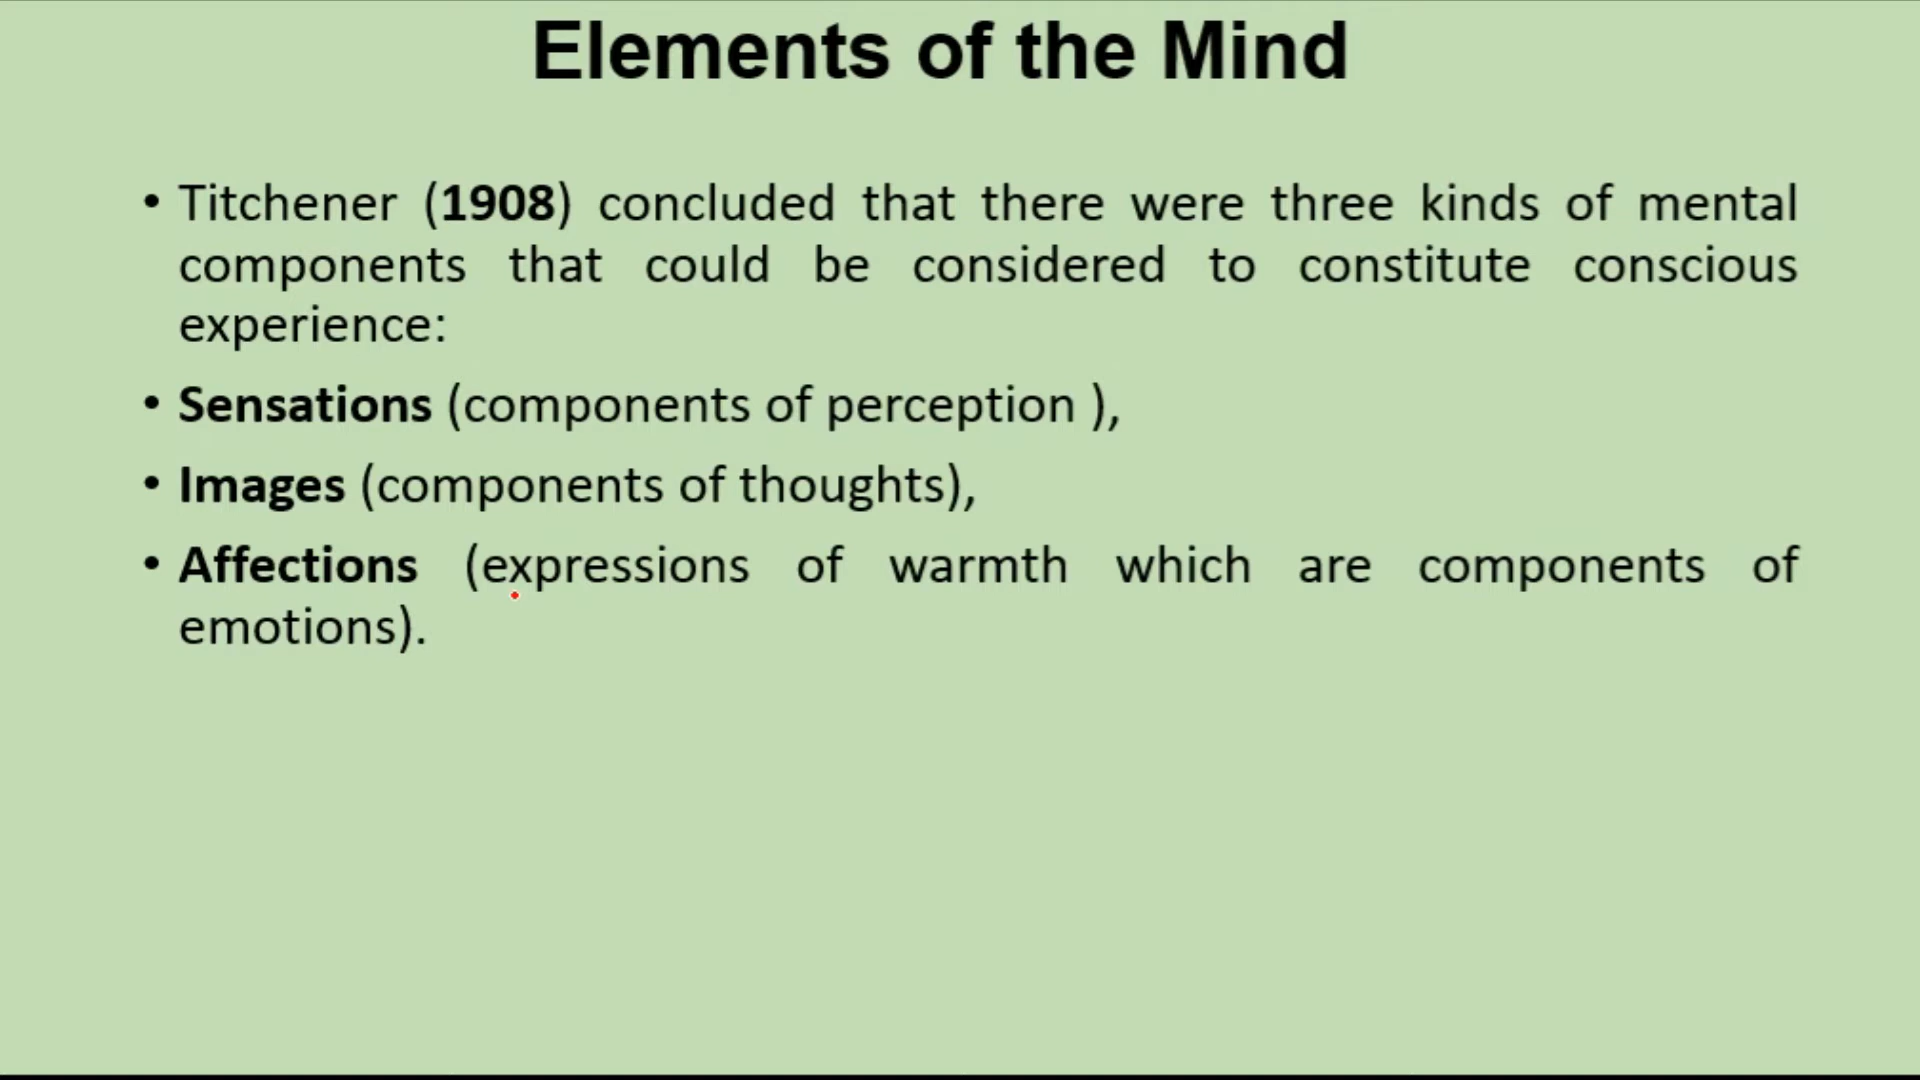 Elements of the Mind
• Titchener (1908) concluded that there were three kinds of mental
components that could be considered to constitute conscious
experience:
• Sensations (components of perception ),
• Images (components of thoughts),
• Affections (expressions of warmth which are components of
emotions).